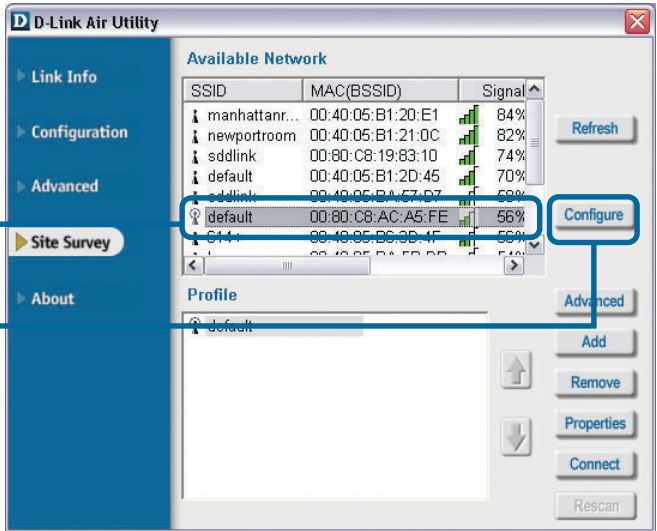 D D-Link Air Utility
Link Info
Configuration
Advanced
Site Survey
About
Available Network
SSID MAC(BSSID) Signal
manhattanr... 00:40:05:B1:20:E1 84%
newportroom 00:40:05:B1:21:0C 82%
sddlink 00:80:C8:19:83:10 74%
default 00:40:05:B1:2D:45 70%
default 00:80:C8:AC:A5:FE 56%
Profile
default
Refresh
Configure
Advanced
Add
Remove
Properties
Connect
Rescan